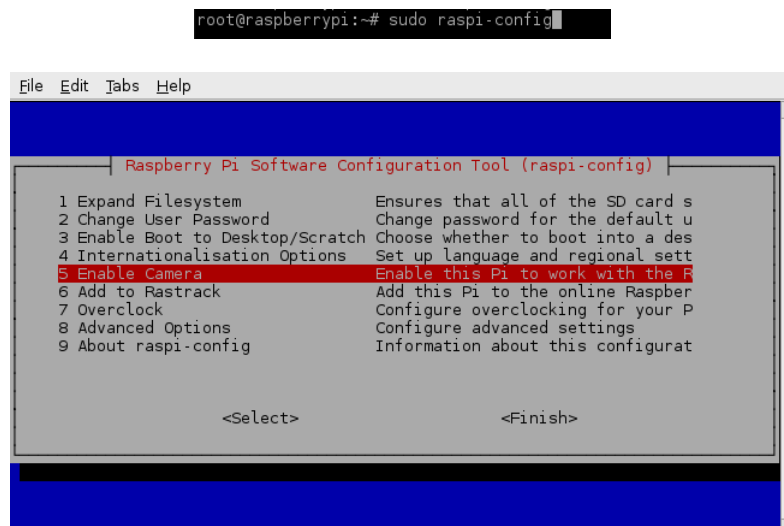 root@raspberrypi:~# sudo raspi-config
File Edit Tabs Help
Raspberry Pi Software Configuration Tool (raspi-config)
1 Expand Filesystem Ensures that all of the SD card s
2 Change User Password Change password for the default u
3 Enable Boot to Desktop/Scratch Choose whether to boot into a des
4 Internationalisation Options Set up language and regional sett
5 Enable Camera Enable this Pi to work with the R
6 Add to Rastrack Add this Pi to the online Raspber
7 Overclock Configure overclocking for your P
8 Advanced Options Configure advanced settings
9 About raspi-config Information about this configurat
<Select> <Finish>